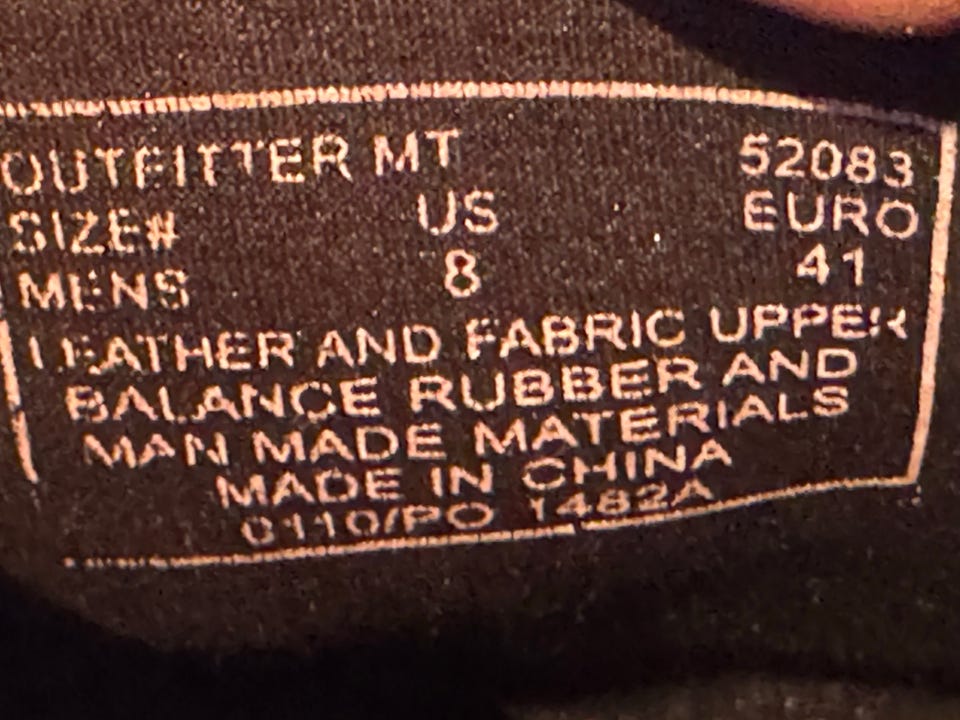 OUTFITTER MT 52083
SIZE# US EURO
MENS 8 41
LEATHER AND FABRIC UPPER
BALANCE RUBBER AND
MAN MADE MATERIALS
MADE IN CHINA
0110/PO 1482A